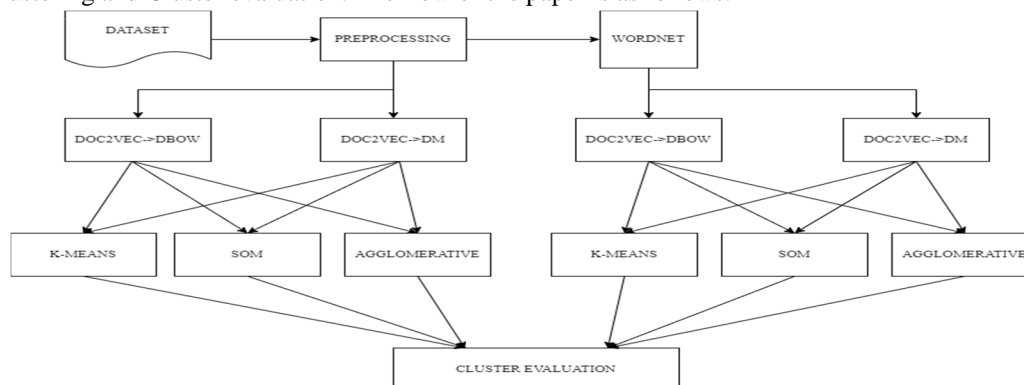 DATASET
PREPROCESSING
WORDNET
DOC2VEC->DBOW
DOC2VEC->DM
DOC2VEC->DBOW
DOC2VEC->DM
K-MEANS
SOM
AGGLOMERATIVE
K-MEANS
SOM
AGGLOMERATIVE
CLUSTER EVALUATION